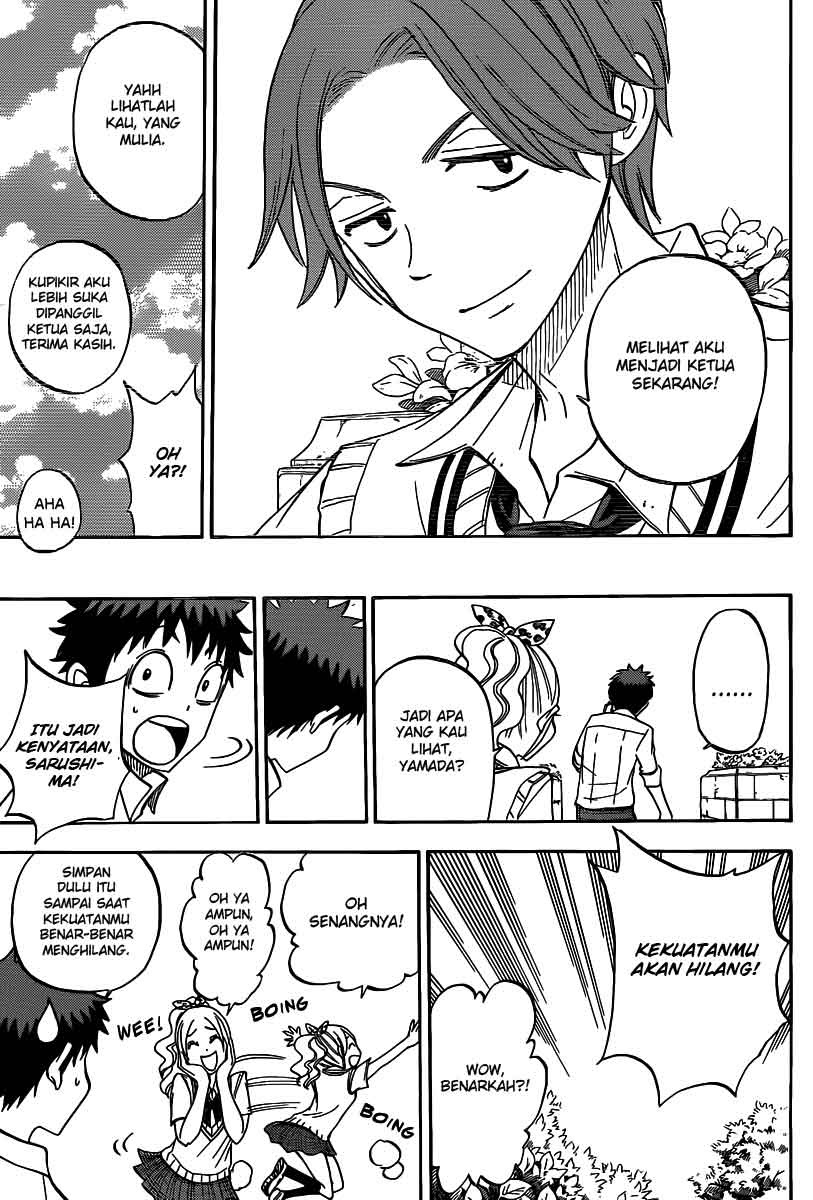 MELIHAT AKU
MENJADI KETUA
SEKARANG!
YAHH
LIHATLAH
KAU, YANG
MULIA.
KUPIKIR AKU
LEBIH SUKA
DIPANGGIL
KETUA SAJA,
TERIMA KASIH.
OH
YA?!
AHA
HA HA!
......
JADI APA
YANG KAU
LIHAT,
YAMADA?
ITU JADI
KENYATAAN,
SARUSHI-
MA!
KEKUATANMU
AKAN HILANG!
WOW,
BENARKAH?!
OH
SENANGNYA!
OH YA
AMPUN,
OH YA
AMPUN!
BOING
WEE!
BOING
SIMPAN
DULU ITU
SAMPAI SAAT
KEKUATANMU
BENAR-BENAR
MENGHILANG.